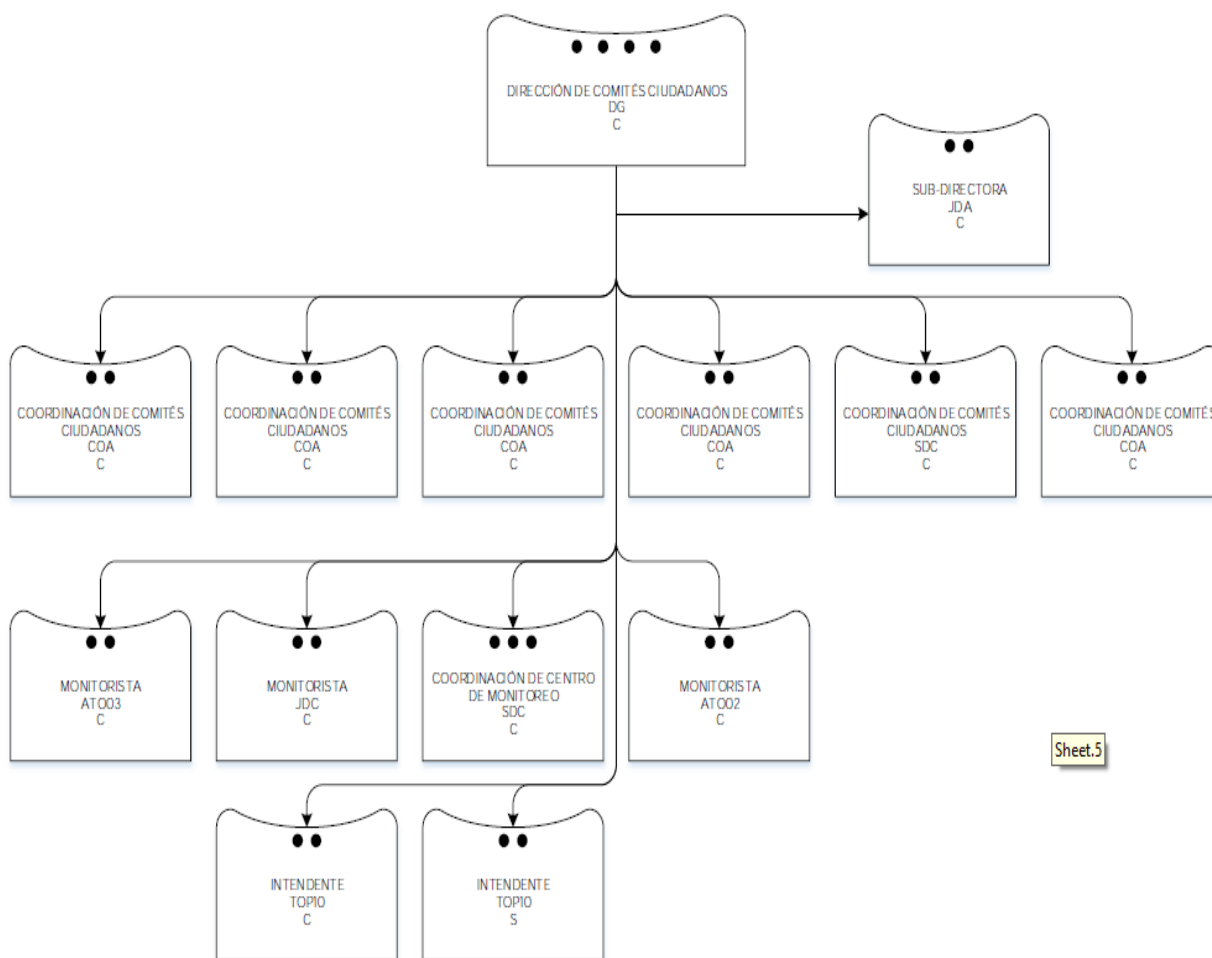 DIRECCIÓN DE COMITÉS CIUDADANOS
DG
C
SUB-DIRECTORA
JDA
C
COORDINACIÓN DE COMITÉS
CIUDADANOS
COA
C
COORDINACIÓN DE COMITÉS
CIUDADANOS
COA
C
COORDINACIÓN DE COMITÉS
CIUDADANOS
COA
C
COORDINACIÓN DE COMITÉS
CIUDADANOS
COA
C
COORDINACIÓN DE COMITÉS
CIUDADANOS
SDC
C
COORDINACIÓN DE COMITÉS
CIUDADANOS
COA
C
MONITORISTA
ATO03
C
MONITORISTA
JDC
C
COORDINACIÓN DE CENTRO
DE MONITOREO
SDC
C
MONITORISTA
ATO02
C
Sheet.5
INTENDENTE
TOP10
C
INTENDENTE
TOP10
S